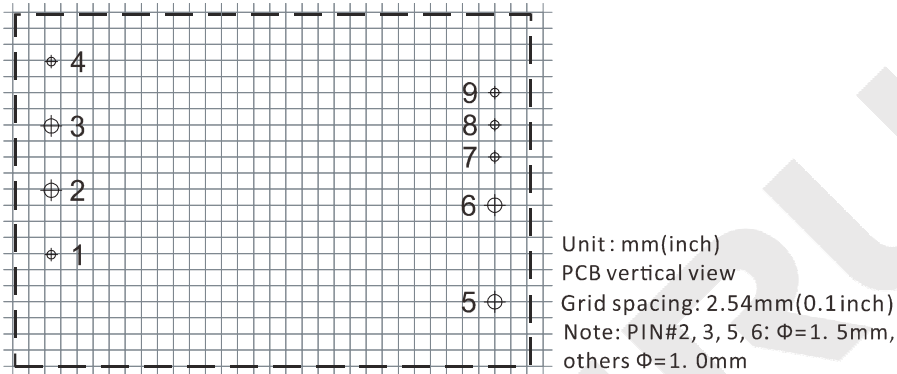 4
9
3
8
7
2
6
1
5
Unit: mm(inch)
PCB vertical view
Grid spacing: 2.54mm(0.1inch)
Note: PIN#2, 3, 5, 6: Φ=1. 5mm,
others Φ=1. 0mm